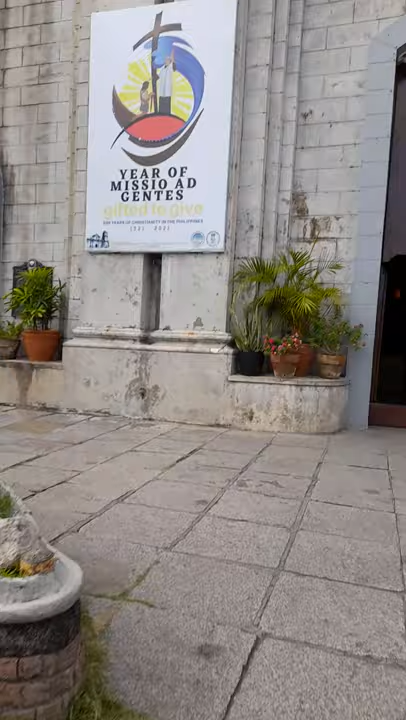 YEAR OF
MISSIO AD
GENTES
gifted to give
500 YEARS OF CHRISTIANITY IN THE PHILIPPINES
1521 - 2021